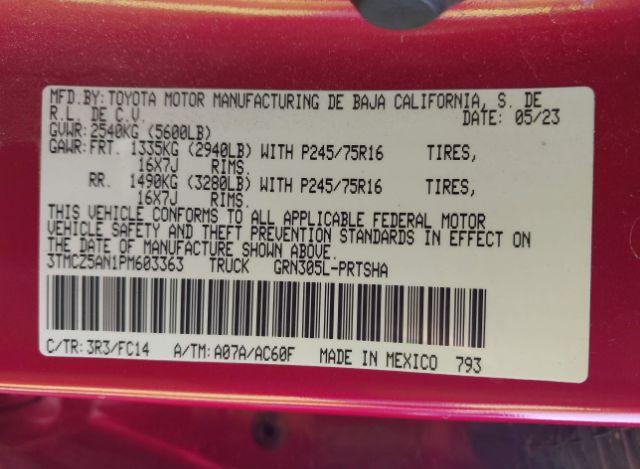 MFD.BY:TOYOTA MOTOR MANUFACTURING DE BAJA CALIFORNIA, S. DE
R.L. DE C.V. DATE: 05/23
GVWR:2540KG (5600LB)
GAWR:FRT. 1335KG (2940LB) WITH P245/75R16 TIRES,
16X7J RIMS.
RR. 1490KG (3280LB) WITH P245/75R16 TIRES,
16X7J RIMS.
THIS VEHICLE CONFORMS TO ALL APPLICABLE FEDERAL MOTOR
VEHICLE SAFETY AND THEFT PREVENTION STANDARDS IN EFFECT ON
THE DATE OF MANUFACTURE SHOWN ABOVE.
3TMCZ5AN1PM603363 TRUCK GRN305L-PRTSHA
C/TR:3R3/FC14 A/TM:A07A/AC60F MADE IN MEXICO 793